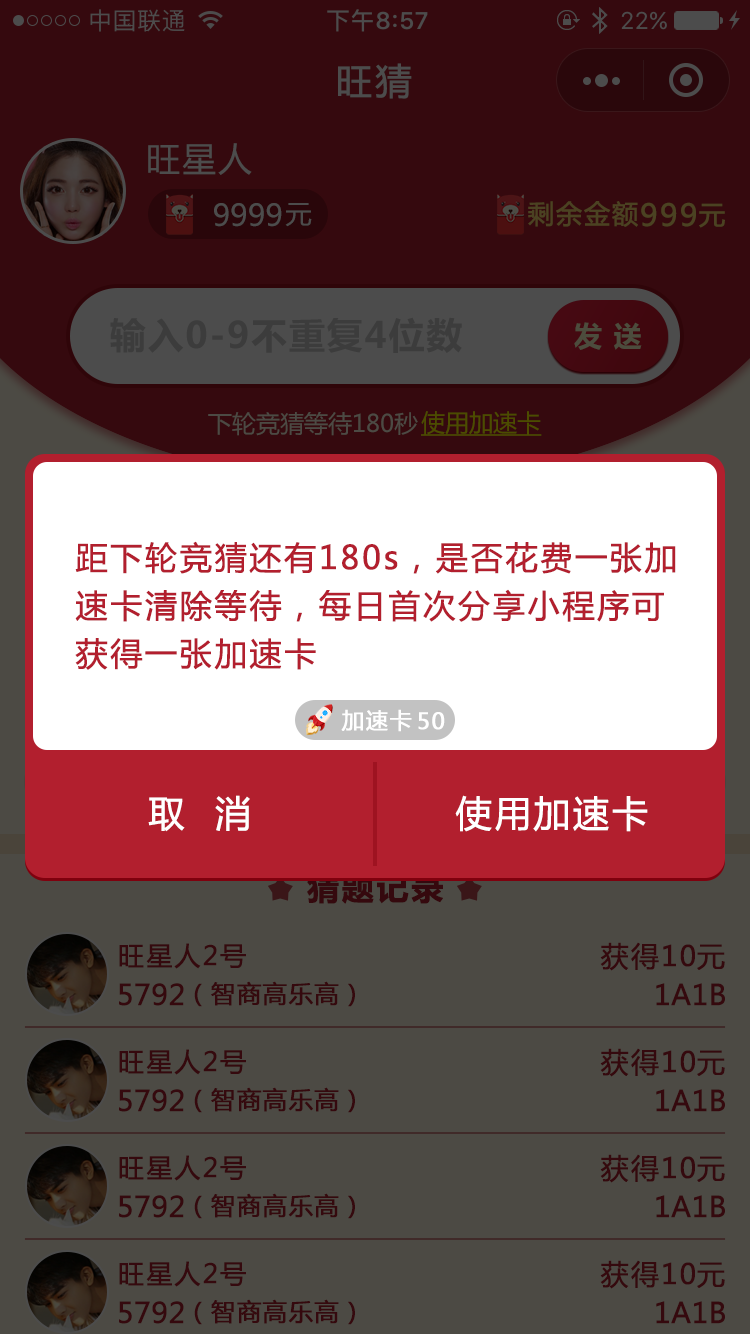 中国联通 下午8:57 22%
旺猜
旺星人
9999元 剩余金额999元
输入0-9不重复4位数 发 送
下轮竞猜等待180秒 使用加速卡
距下轮竞猜还有180s，是否花费一张加
速卡清除等待，每日首次分享小程序可
获得一张加速卡
加速卡 50
取 消 使用加速卡
猜题记录
旺星人2号 获得10元
5792（智商高乐高） 1A1B
旺星人2号 获得10元
5792（智商高乐高） 1A1B
旺星人2号 获得10元
5792（智商高乐高） 1A1B
旺星人2号 获得10元
5792（智商高乐高） 1A1B